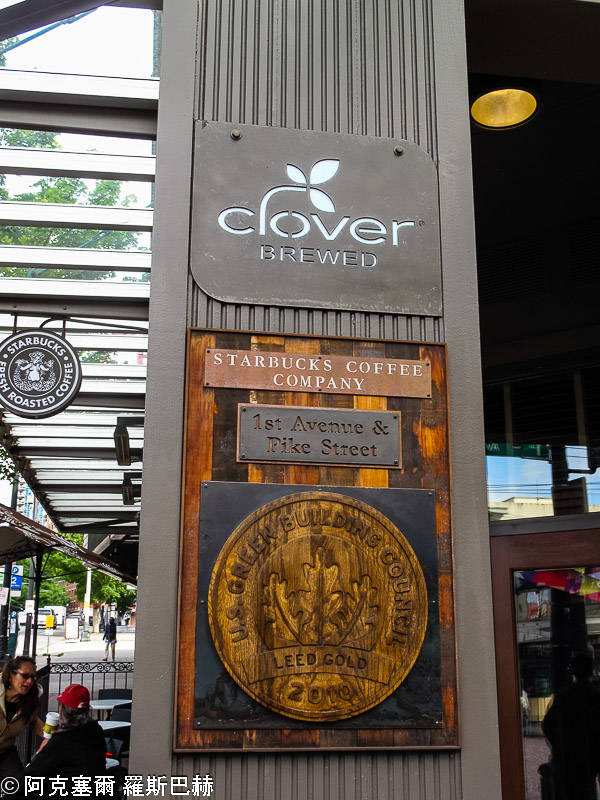 clover®
BREWED
STARBUCKS COFFEE
COMPANY
1st Avenue &
Pike Street
U.S. GREEN BUILDING COUNCIL
LEED GOLD
2010
STARBUCKS
FRESH ROASTED COFFEE
P
2
© 阿克塞爾 羅斯巴赫